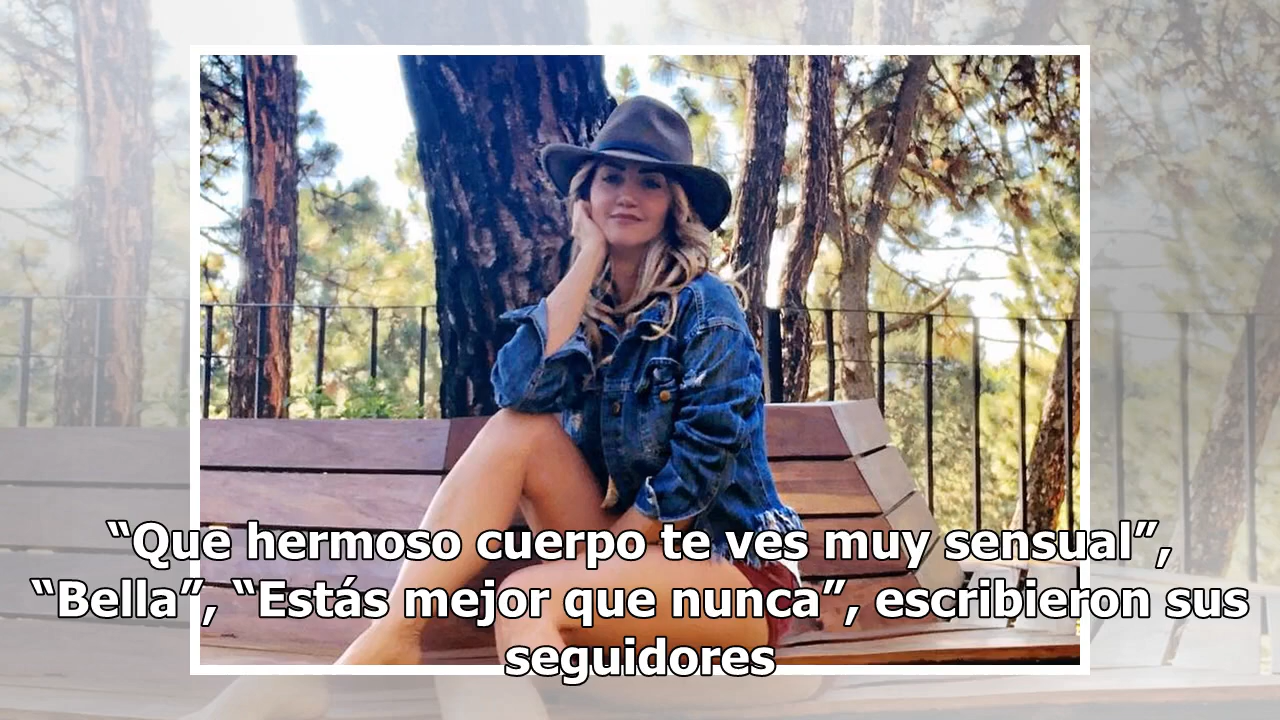 “Que hermoso cuerpo te ves muy sensual”,
“Bella”, “Estás mejor que nunca”, escribieron sus
seguidores